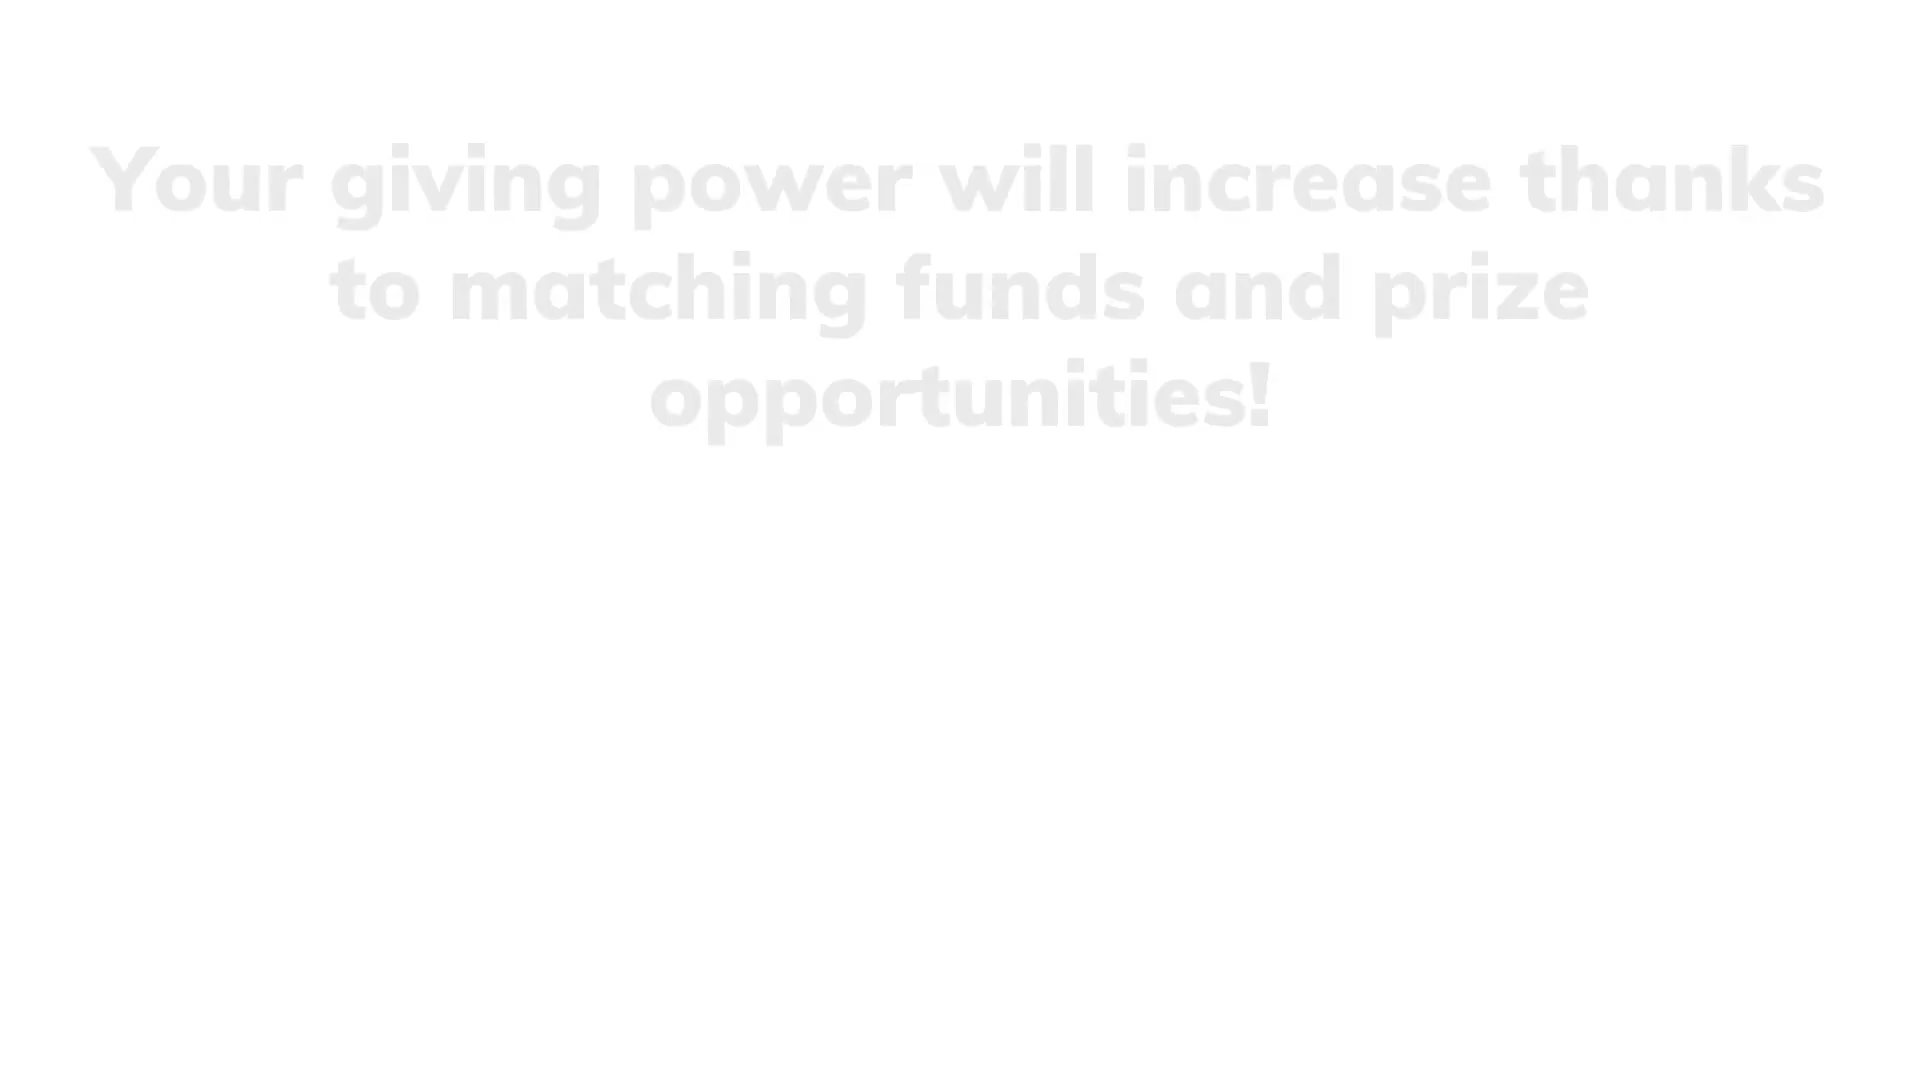 Your giving power will increase thanks
to matching funds and prize
opportunities!